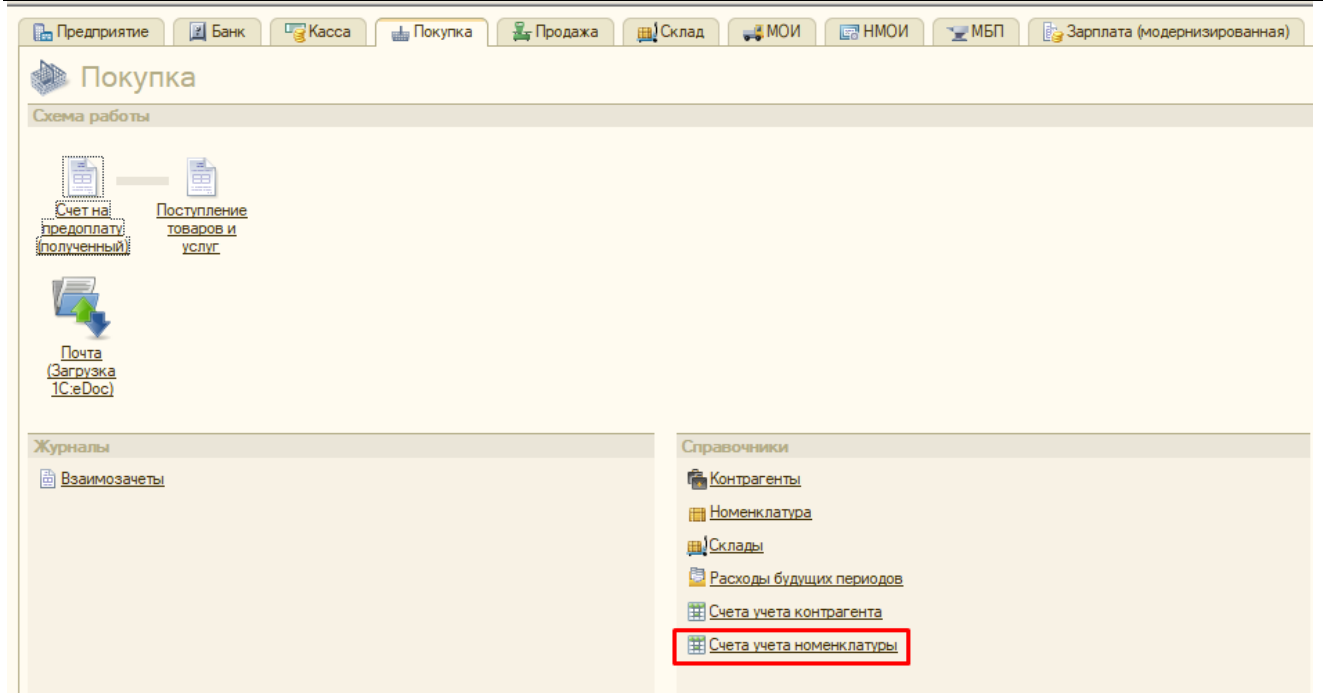 Предприятие Банк Касса Покупка Продажа Склад МОИ НМОИ МБП Зарплата (модернизированная)
Покупка
Схема работы
Счет на
предоплату
(полученный)
Поступление
товаров и
услуг
Почта
(Загрузка
1С:eDoc)
Журналы
Взаимозачеты
Справочники
Контрагенты
Номенклатура
Склады
Расходы будущих периодов
Счета учета контрагента
Счета учета номенклатуры